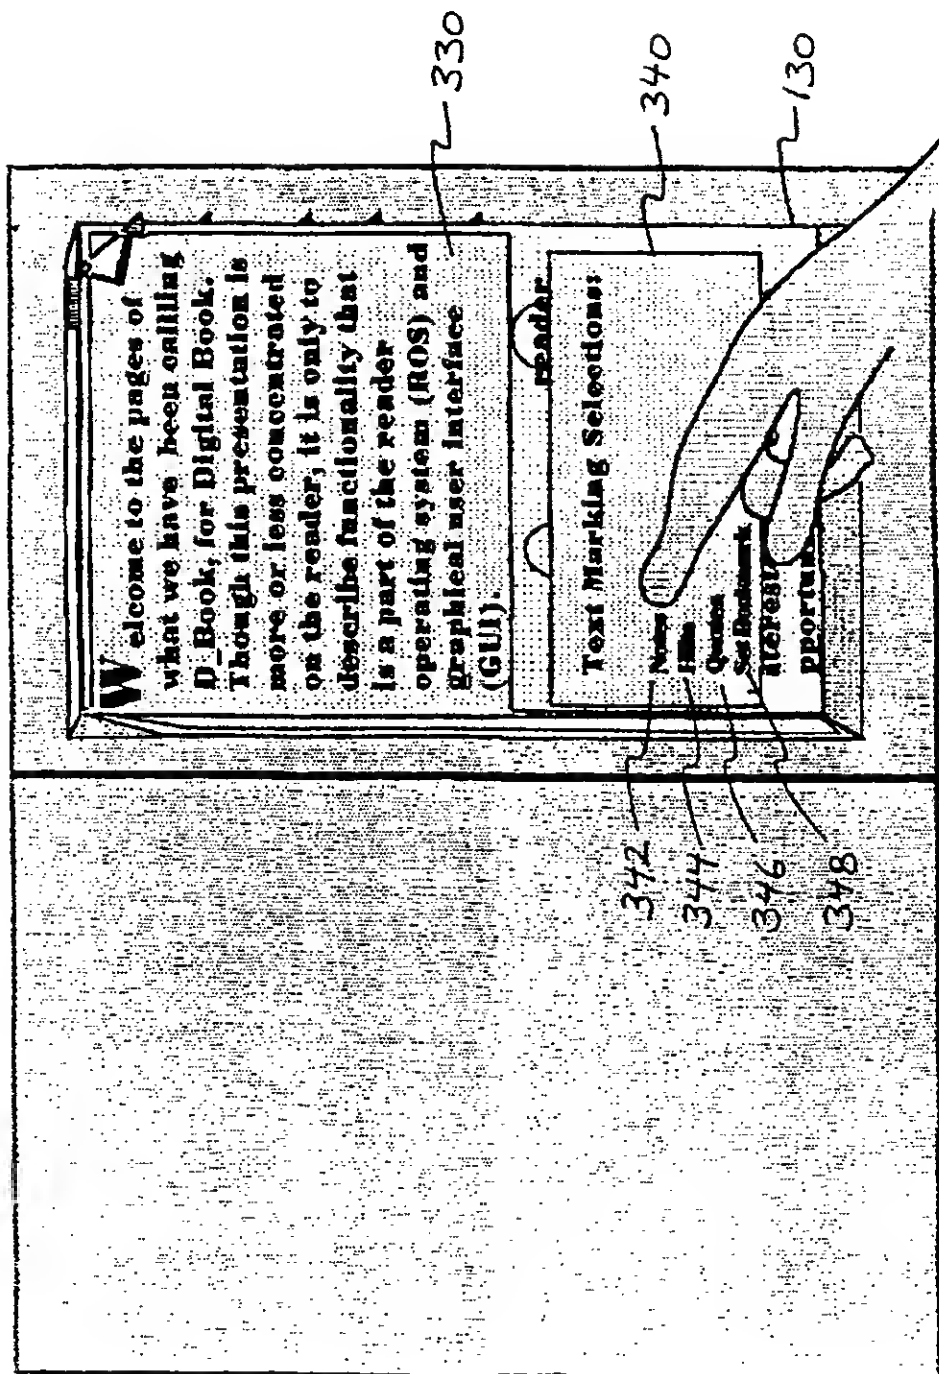 Welcome to the pages of
what we have been calling
D_Book, for Digital Book.
Though this presentation is
more or less concentrated
on the reader, it is only to
describe functionality that
is a part of the reader
operating system (ROS) and
graphical user interface
(GUI).
reader
Text Marking Selections:
Notes
Quotes
Set Bookmark
330
340
130
342
344
346
348